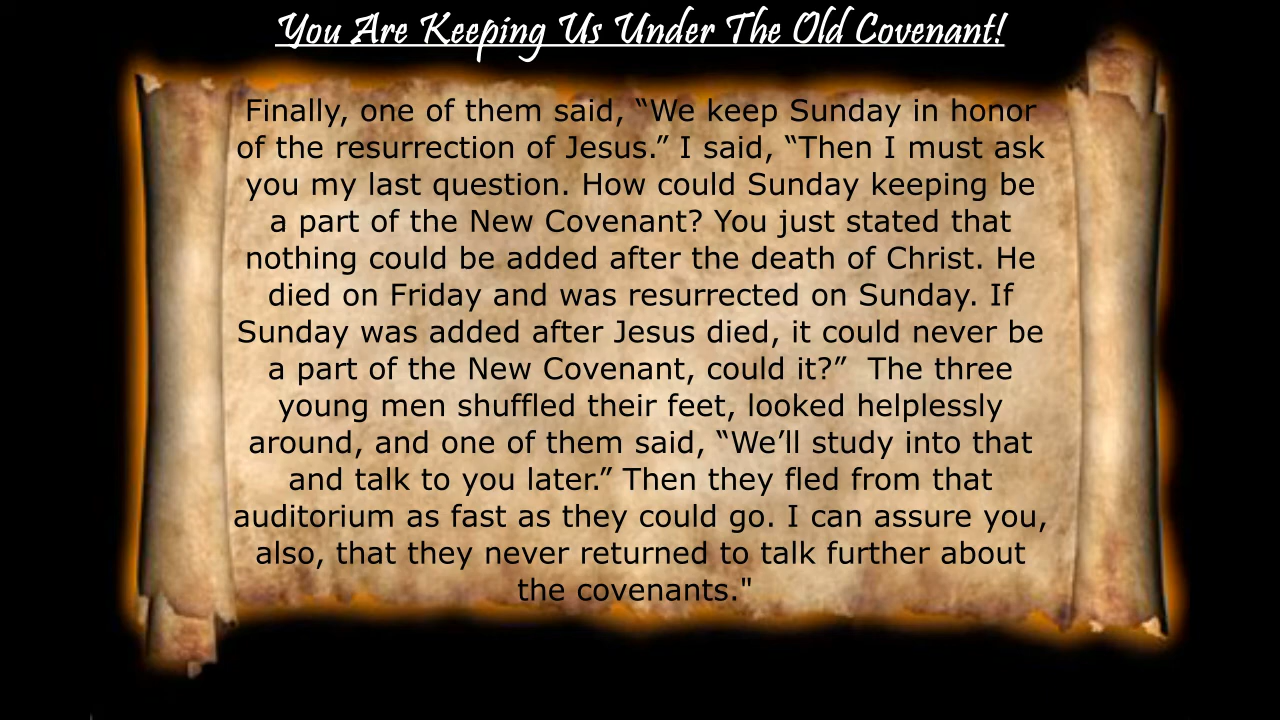 You Are Keeping Us Under The Old Covenant!
Finally, one of them said, “We keep Sunday in honor
of the resurrection of Jesus.” I said, “Then I must ask
you my last question. How could Sunday keeping be
a part of the New Covenant? You just stated that
nothing could be added after the death of Christ. He
died on Friday and was resurrected on Sunday. If
Sunday was added after Jesus died, it could never be
a part of the New Covenant, could it?”  The three
young men shuffled their feet, looked helplessly
around, and one of them said, “We’ll study into that
and talk to you later.” Then they fled from that
auditorium as fast as they could go. I can assure you,
also, that they never returned to talk further about
the covenants."